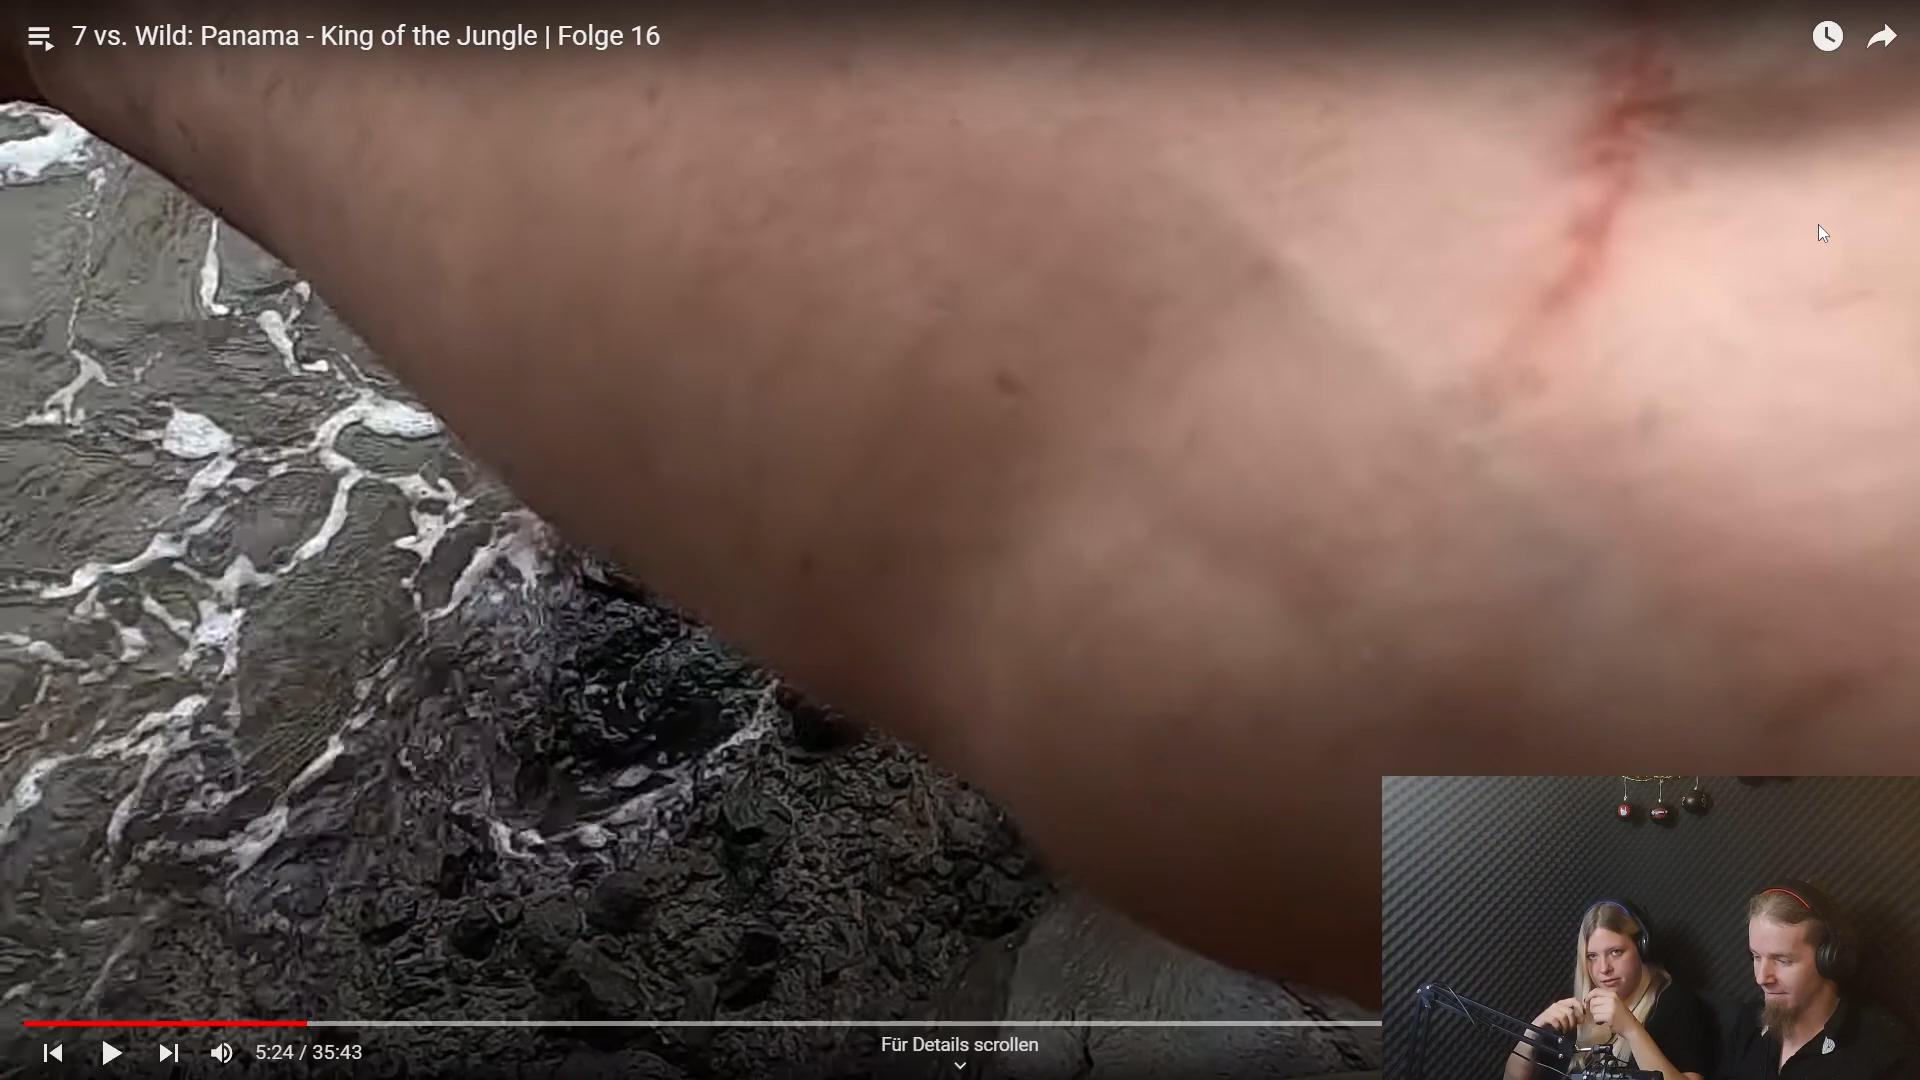 7 vs. Wild: Panama - King of the Jungle | Folge 16
5:24 / 35:43
Für Details scrollen